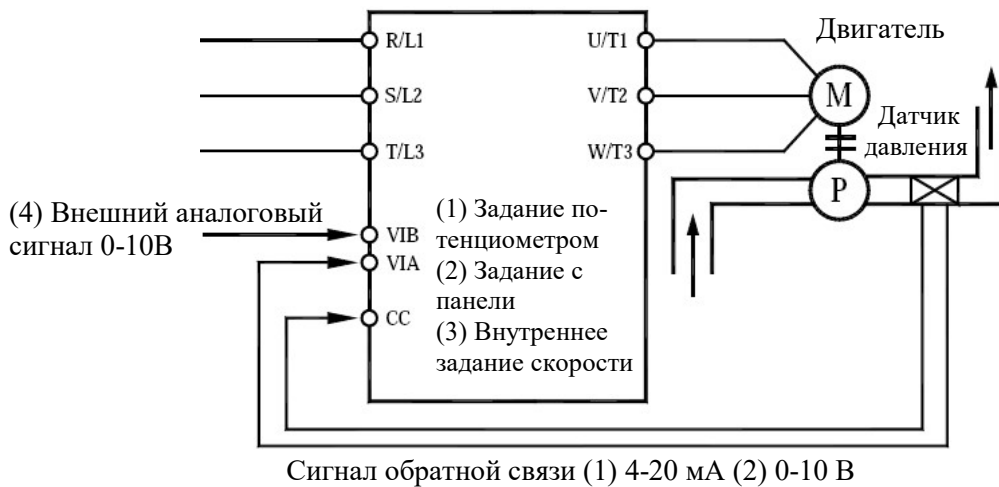 R/L1
U/T1
Двигатель
S/L2
V/T2
M
Датчик
давления
T/L3
W/T3
P
(4) Внешний аналоговый
сигнал 0-10В
VIB
VIA
CC
(1) Задание по-
тенциометром
(2) Задание с
панели
(3) Внутреннее
задание скорости
Сигнал обратной связи (1) 4-20 мА (2) 0-10 В